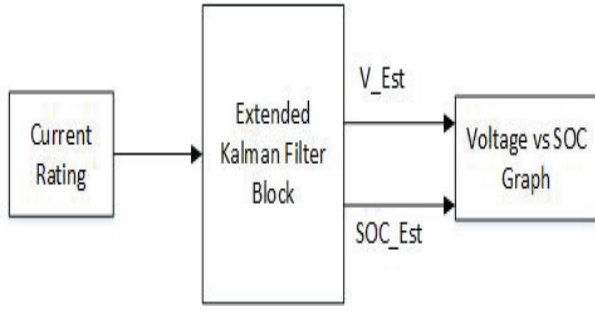 Current
Rating
Extended
Kalman Filter
Block
V_Est
SOC_Est
Voltage vs SOC
Graph